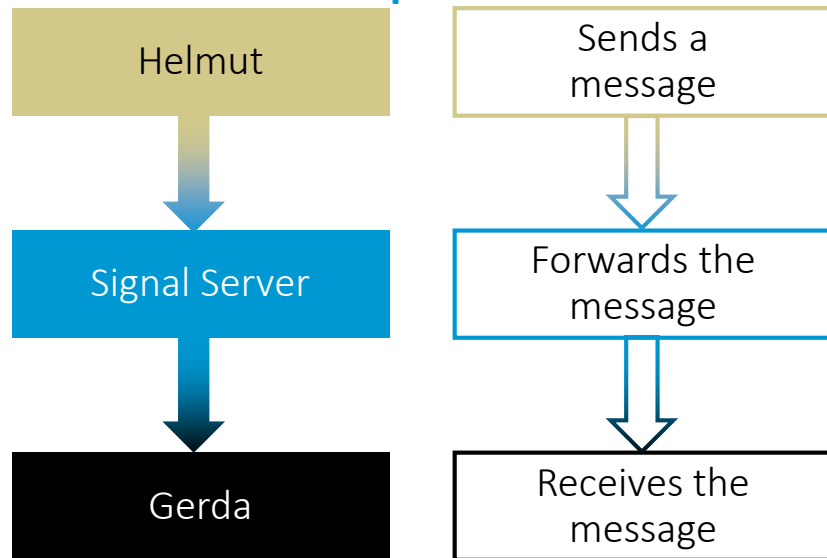 Helmut
Sends a
message
Signal Server
Forwards the
message
Gerda
Receives the
message